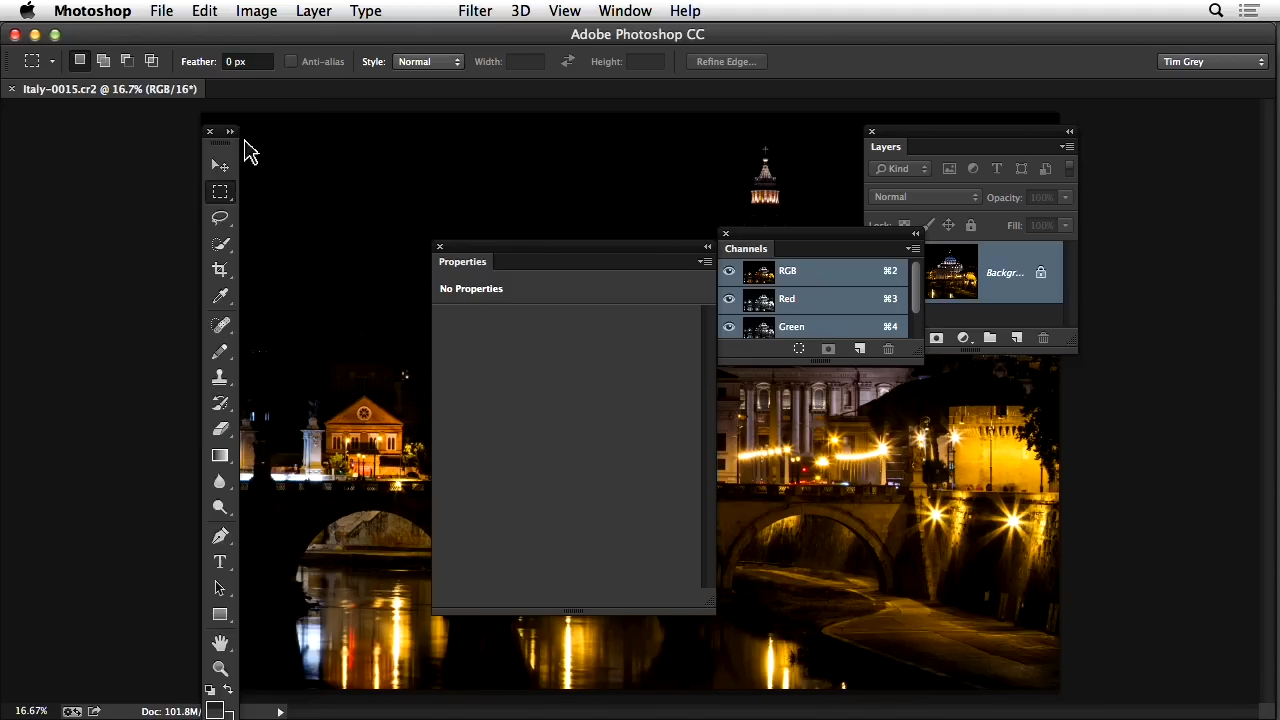 Photoshop File Edit Image Layer Type Filter 3D View Window Help
Adobe Photoshop CC
Feather: 0 px Anti-alias Style: Normal Width: Height: Refine Edge... Tim Grey
Italy-0015.cr2 @ 16.7% (RGB/16*)
Layers
Kind
Normal Opacity: 100%
Lock: Fill: 100%
Backgr...
Channels
RGB ⌘2
Red ⌘3
Green ⌘4
Properties
No Properties
16.67% Doc: 101.8M/